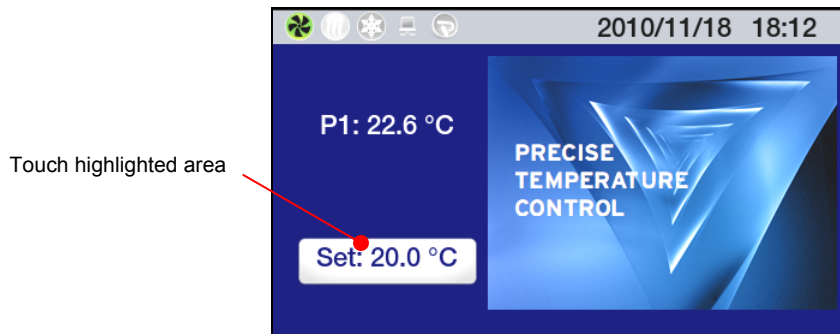 2010/11/18 18:12
P1: 22.6 °C
PRECISE
TEMPERATURE
CONTROL
Touch highlighted area
Set: 20.0 °C